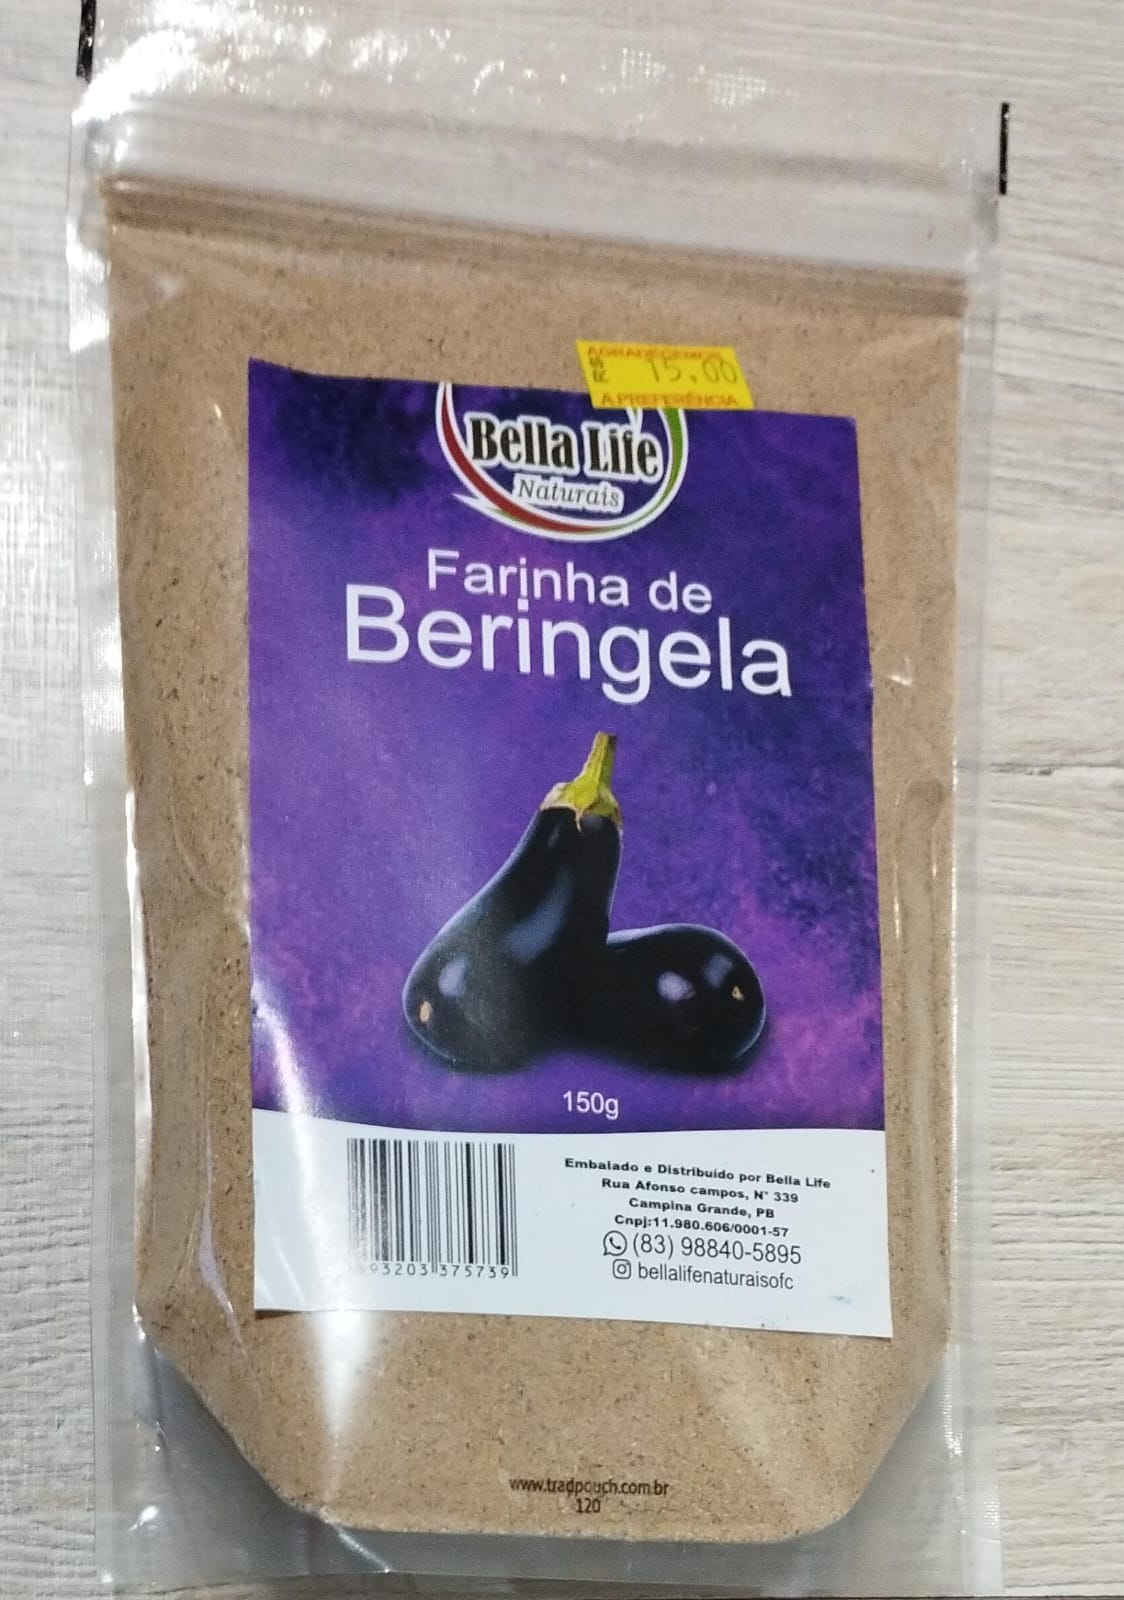 AGRADECEMOS
R$ 15.00
A PREFERÊNCIA
Bella Life
Naturais
Farinha de
Beringela
150g
Embalado e Distribuído por Bella Life
Rua Afonso campos, N° 339
Campina Grande, PB
Cnpj:11.980.606/0001-57
(83) 98840-5895
bellalifenaturaisofc
93203 375739
www.tradpouch.com.br
120